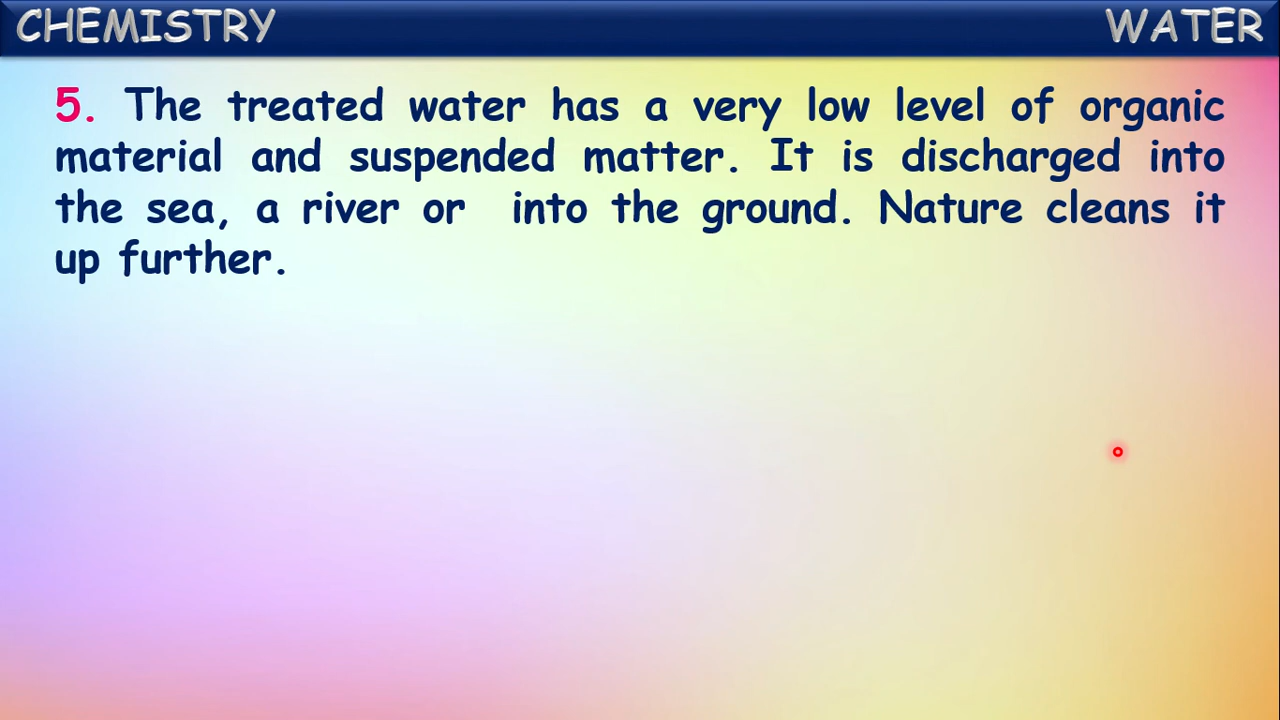 CHEMISTRY WATER
5. The treated water has a very low level of organic
material and suspended matter. It is discharged into
the sea, a river or into the ground. Nature cleans it
up further.